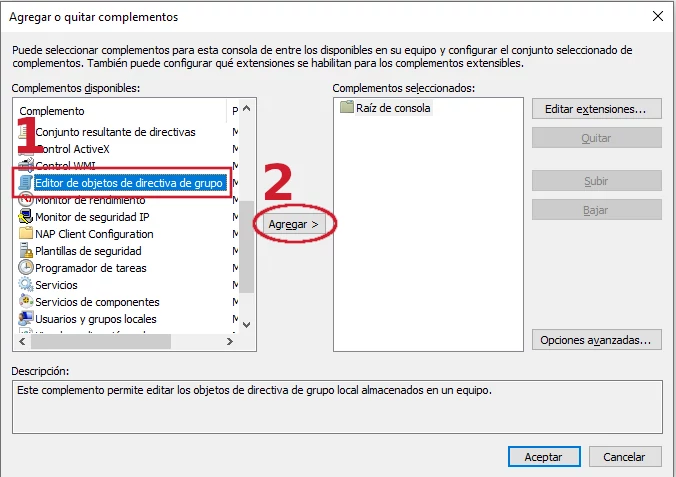 Agregar o quitar complementos
Puede seleccionar complementos para esta consola de entre los disponibles en su equipo y configurar el conjunto seleccionado de
complementos. También puede configurar qué extensiones se habilitan para los complementos extensibles.
Complementos disponibles:
Complemento
P
1
Conjunto resultante de directivas
M
Control ActiveX
M
Control WMI
M
Editor de objetos de directiva de grupo
M
Monitor de rendimiento
M
Monitor de seguridad IP
M
NAP Client Configuration
M
Plantillas de seguridad
M
Programador de tareas
M
Servicios
M
Servicios de componentes
M
Usuarios y grupos locales
M
2
Agregar >
Complementos seleccionados:
Raíz de consola
Editar extensiones...
Quitar
Subir
Bajar
Opciones avanzadas...
Descripción:
Este complemento permite editar los objetos de directiva de grupo local almacenados en un equipo.
Aceptar
Cancelar